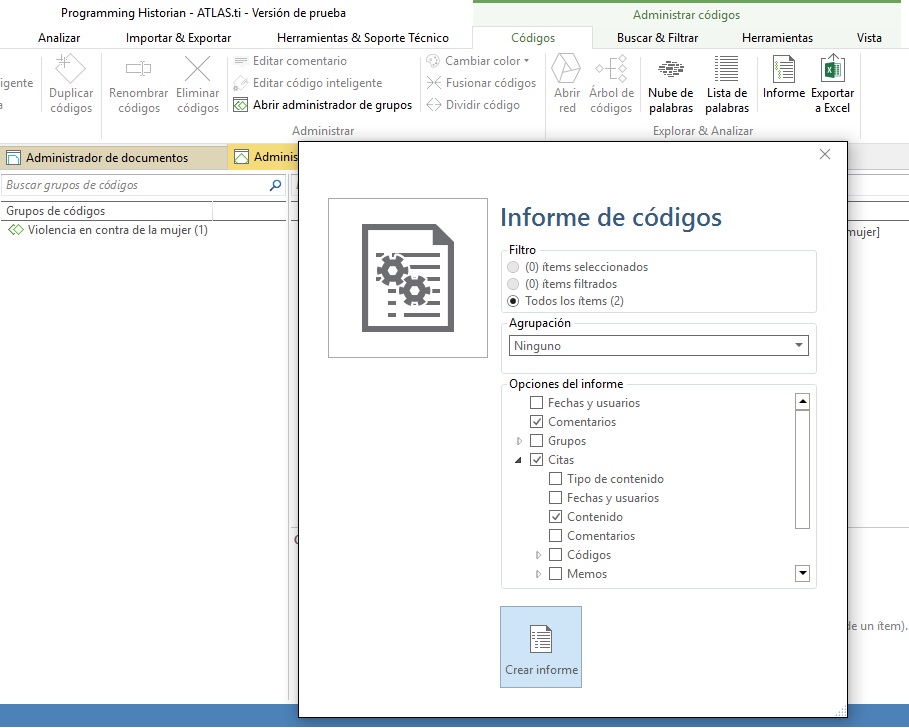 Programming Historian - ATLAS.ti - Versión de prueba
Administrar códigos
Analizar Importar & Exportar Herramientas & Soporte Técnico Códigos Buscar & Filtrar Herramientas Vista
igente
a
Duplicar códigos
Renombrar códigos
Eliminar códigos
Editar comentario
Editar código inteligente
Abrir administrador de grupos
Cambiar color
Fusionar códigos
Dividir código
Administrar
Abrir red
Árbol de códigos
Nube de palabras
Lista de palabras
Informe
Exportar a Excel
Explorar & Analizar
Administrador de documentos
Adminis
Buscar grupos de códigos
Grupos de códigos
Violencia en contra de la mujer (1)
mujer]
de un ítem).
Informe de códigos
Filtro
(0) ítems seleccionados
(0) ítems filtrados
Todos los ítems (2)
Agrupación
Ninguno
Opciones del informe
Fechas y usuarios
Comentarios
Grupos
Citas
Tipo de contenido
Fechas y usuarios
Contenido
Comentarios
Códigos
Memos
Crear informe